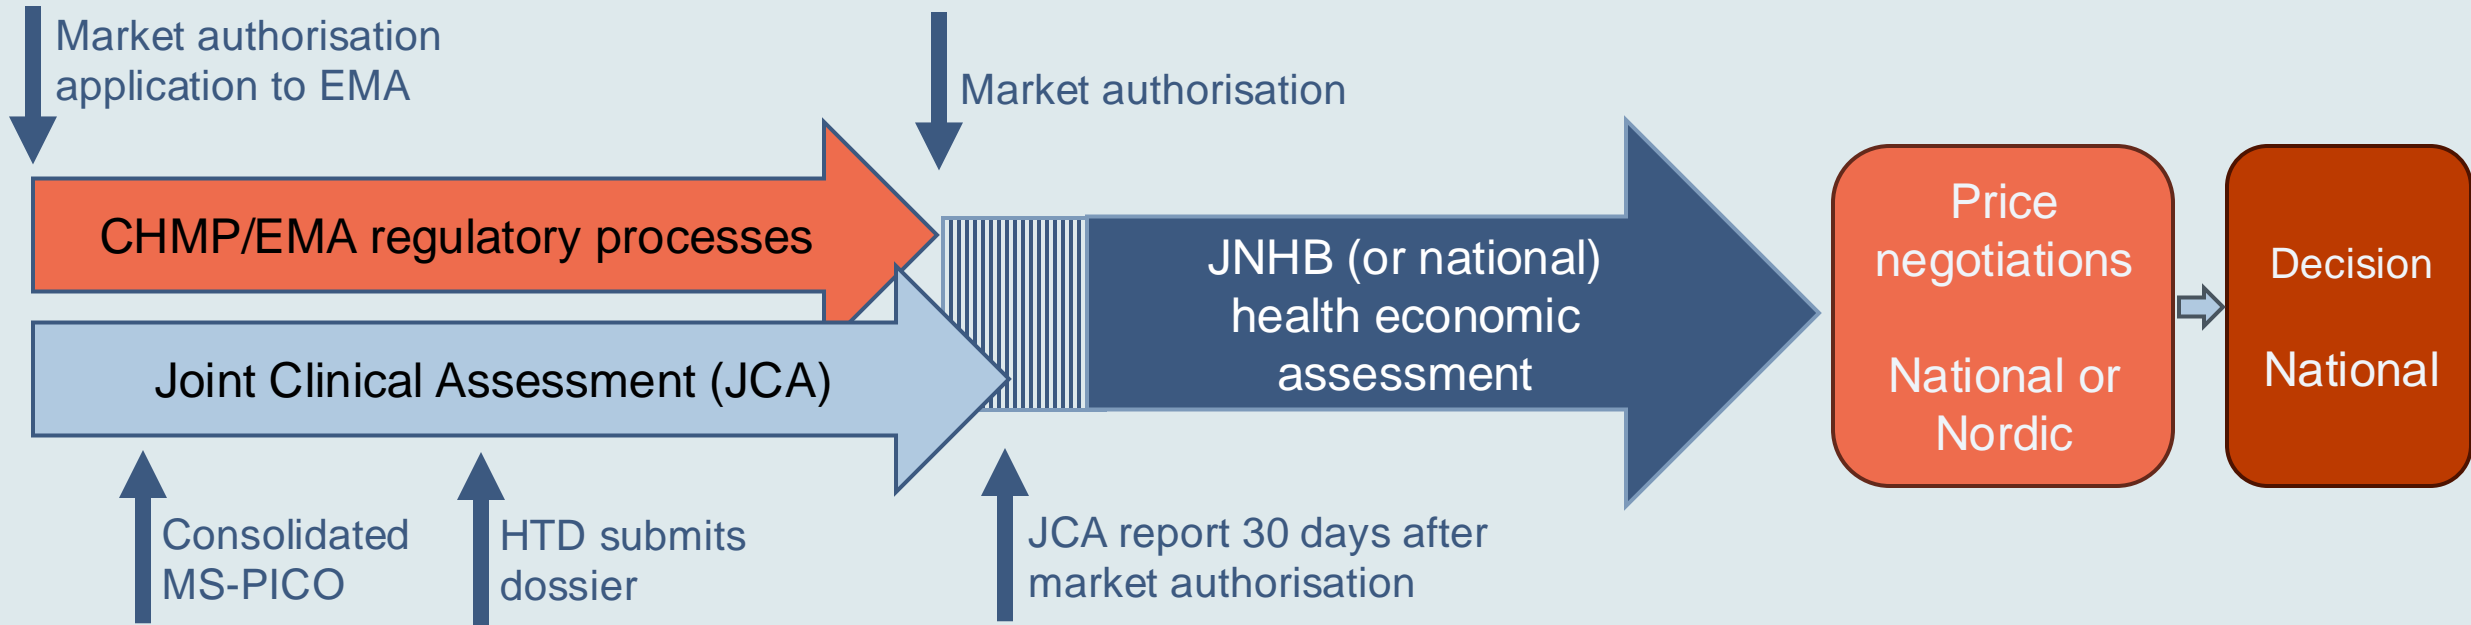 Market authorisation
application to EMA
Market authorisation
CHMP/EMA regulatory processes
Joint Clinical Assessment (JCA)
JNHB (or national)
health economic
assessment
Price
negotiations
National or
Nordic
Decision
National
Consolidated
MS-PICO
HTD submits
dossier
JCA report 30 days after
market authorisation